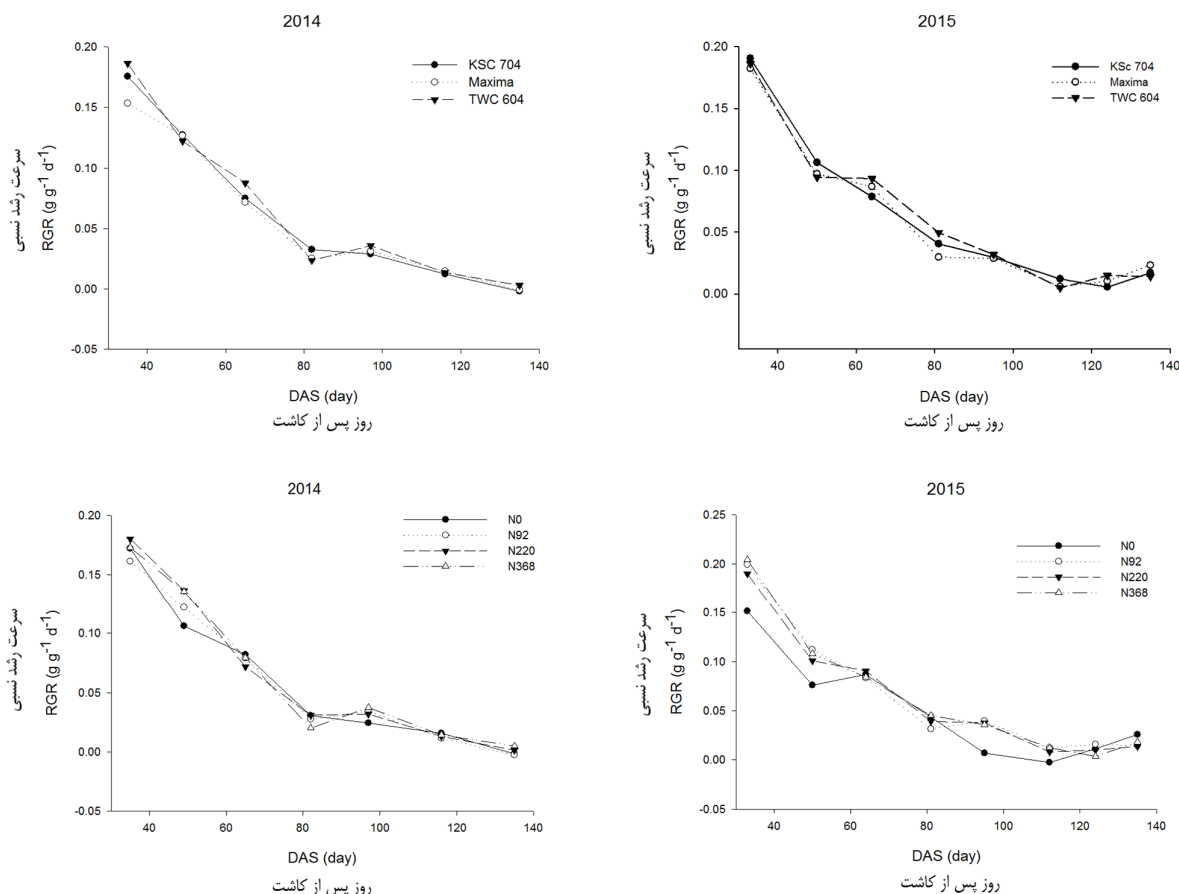 2014
0.20
0.15
0.10
0.05
0.00
-0.05
KSC 704
Maxima
TWC 604
سرعت رشد نسبی
RGR (g g⁻¹ d⁻¹)
40 60 80 100 120 140
DAS (day)
روز پس از کاشت
2015
0.20
0.15
0.10
0.05
0.00
KSc 704
Maxima
TWC 604
سرعت رشد نسبی
RGR (g g⁻¹ d⁻¹)
40 60 80 100 120 140
DAS (day)
روز پس از کاشت
2014
0.20
0.15
0.10
0.05
0.00
-0.05
N0
N92
N220
N368
سرعت رشد نسبی
RGR (g g⁻¹ d⁻¹)
40 60 80 100 120 140
DAS (day)
روز پس از کاشت
2015
0.25
0.20
0.15
0.10
0.05
0.00
-0.05
N0
N92
N220
N368
سرعت رشد نسبی
RGR (g g⁻¹ d⁻¹)
40 60 80 100 120 140
DAS (day)
روز پس از کاشت